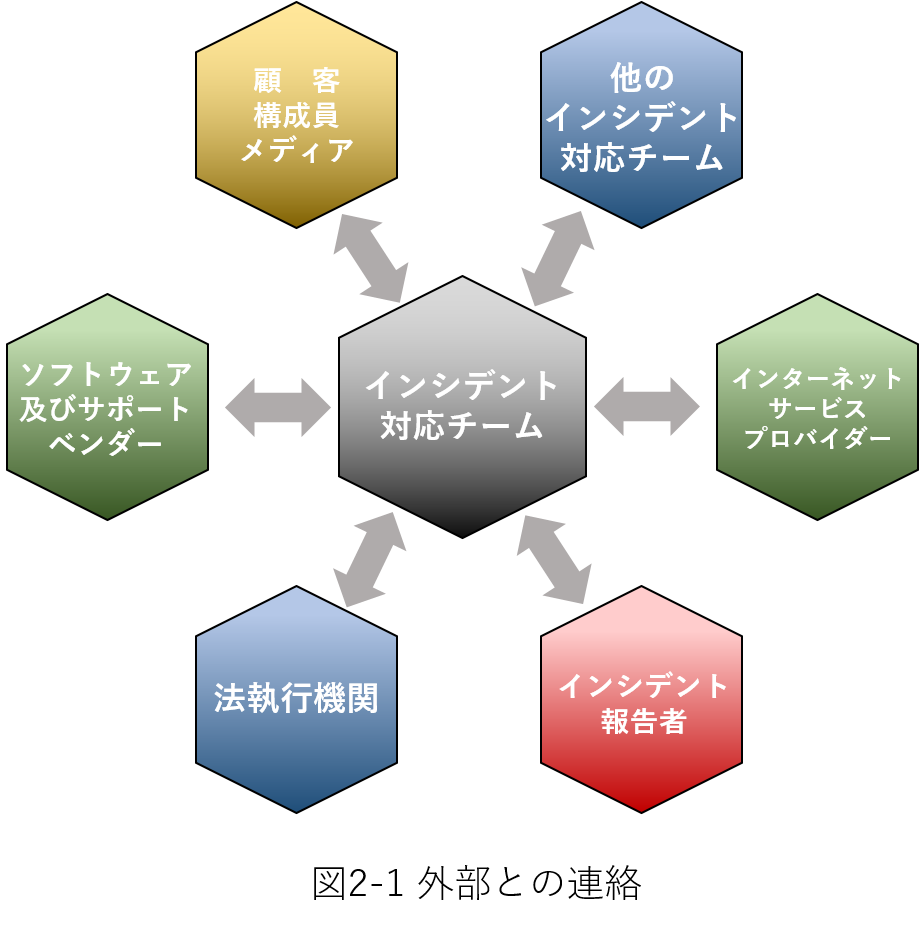 顧　客
構成員
メディア
他の
インシデント
対応チーム
ソフトウェア
及びサポート
ベンダー
インシデント
対応チーム
インターネット
サービス
プロバイダー
法執行機関
インシデント
報告者
図2-1 外部との連絡